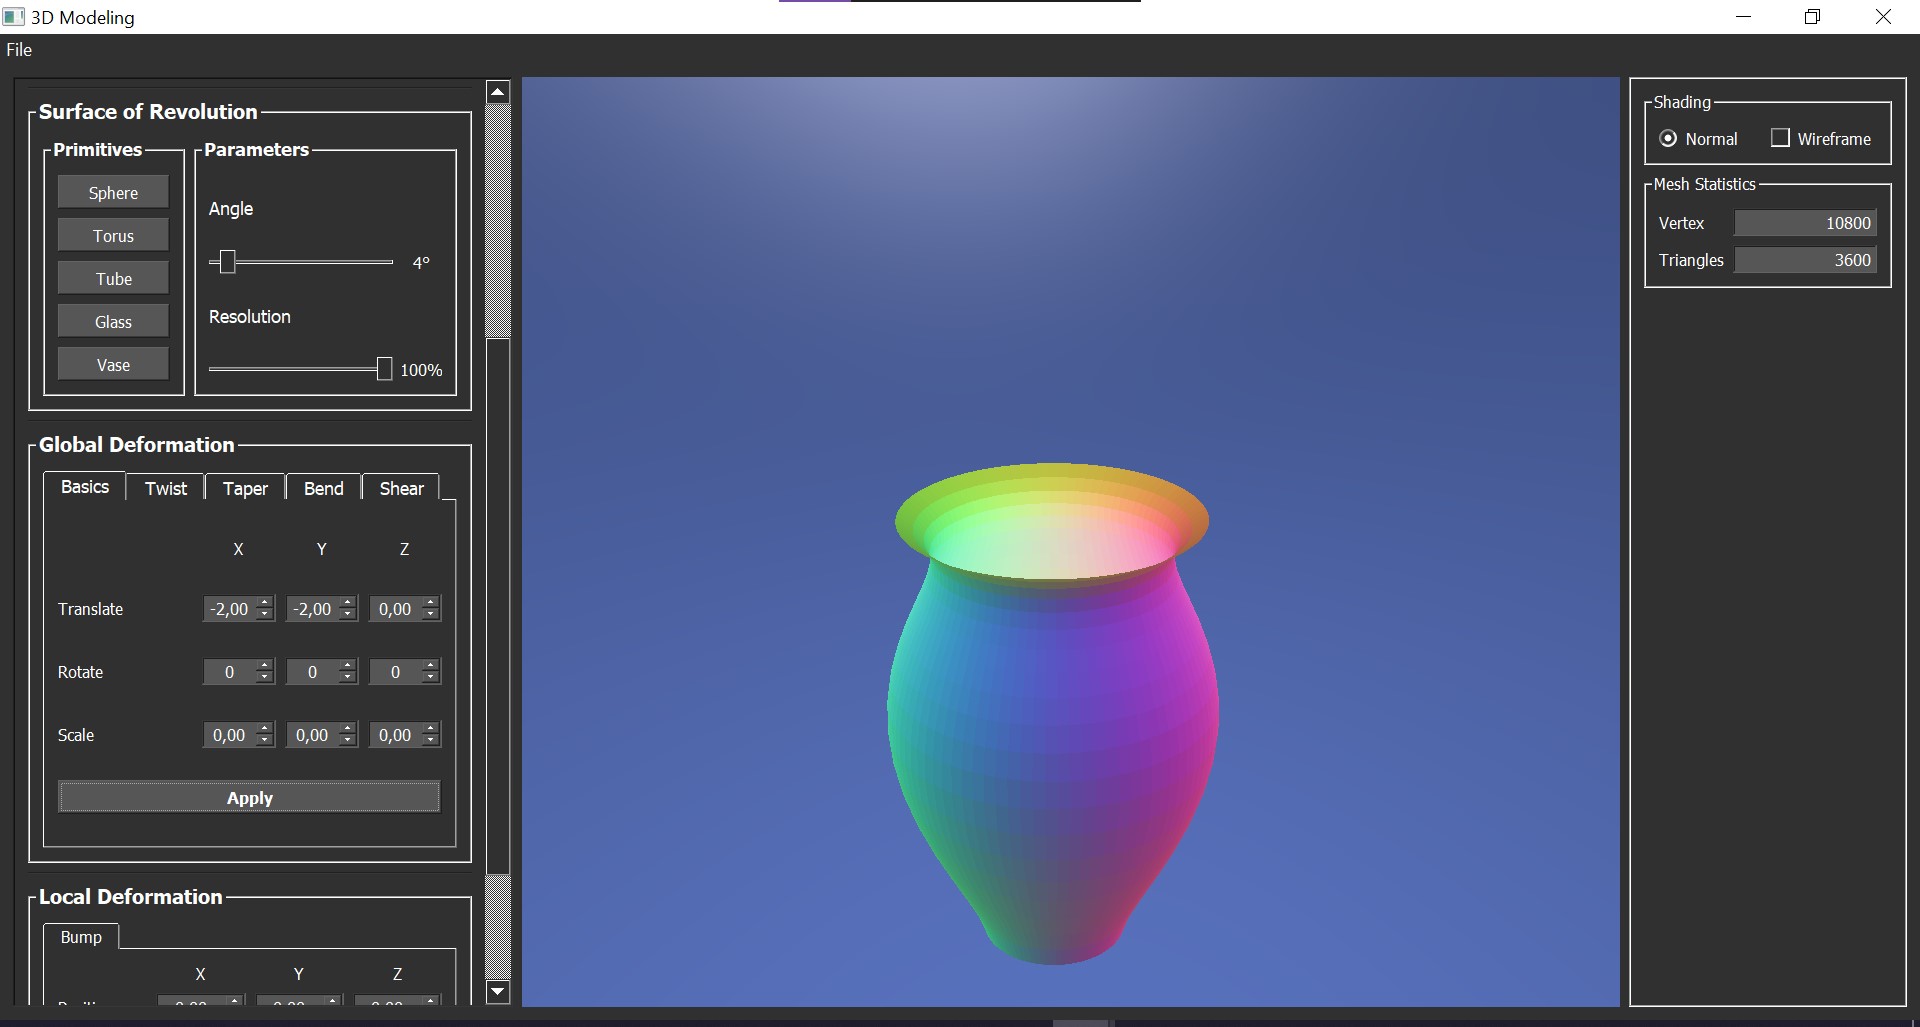 3D Modeling
File
Surface of Revolution
Primitives
Sphere
Torus
Tube
Glass
Vase
Parameters
Angle
4°
Resolution
100%
Global Deformation
Basics Twist Taper Bend Shear
X Y Z
Translate -2,00 -2,00 0,00
Rotate 0 0 0
Scale 0,00 0,00 0,00
Apply
Local Deformation
Bump
X Y Z
Shading
Normal Wireframe
Mesh Statistics
Vertex 10800
Triangles 3600